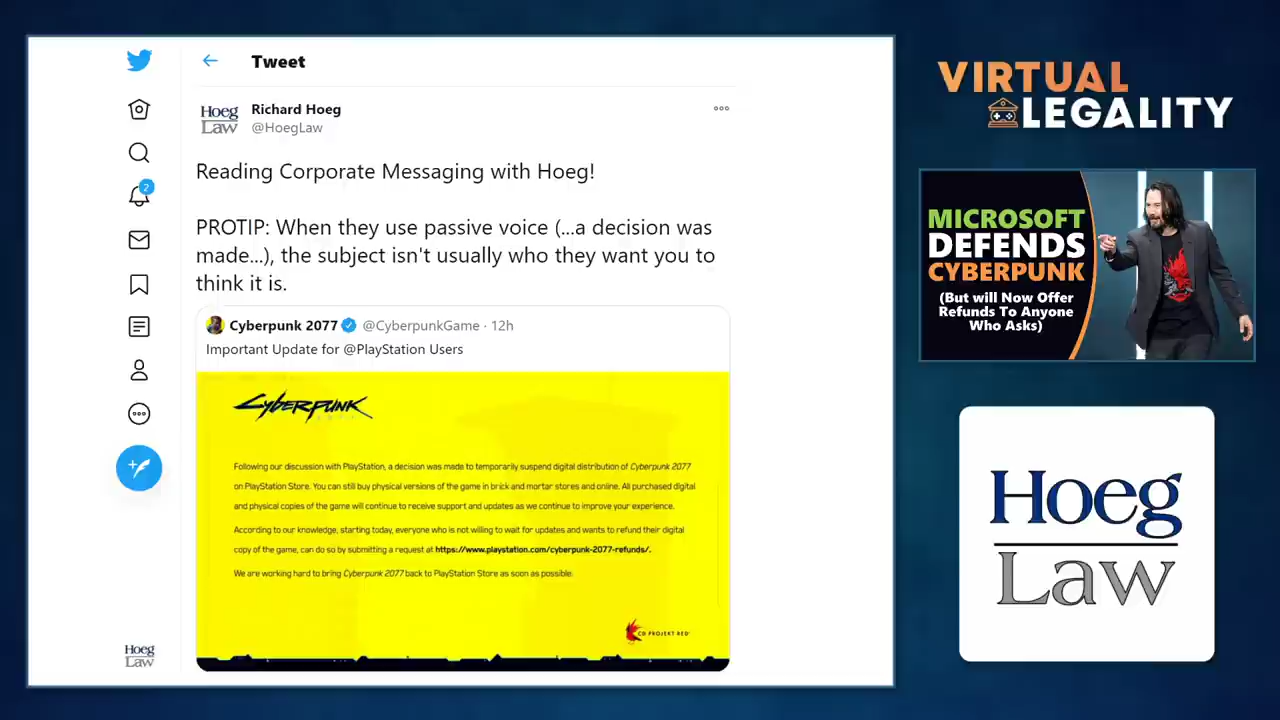 Tweet
Hoeg
Law
Richard Hoeg
@HoegLaw
Reading Corporate Messaging with Hoeg!
PROTIP: When they use passive voice (...a decision was
made...), the subject isn't usually who they want you to
think it is.
Cyberpunk 2077 @CyberpunkGame · 12h
Important Update for @PlayStation Users
CYBERPUNK
Following our discussion with PlayStation, a decision was made to temporarily suspend digital distribution of Cyberpunk 2077
on PlayStation Store. You can still buy physical versions of the game in brick and mortar stores and online. All purchased digital
and physical copies of the game will continue to receive support and updates as we continue to improve your experience.
According to our knowledge, starting today, everyone who is not willing to wait for updates and wants to refund their digital
copy of the game, can do so by submitting a request at https://www.playstation.com/cyberpunk-2077-refunds/.
We are working hard to bring Cyberpunk 2077 back to PlayStation Store as soon as possible.
CD PROJEKT RED
2
Hoeg
Law
VIRTUAL
LEGALITY
MICROSOFT
DEFENDS
CYBERPUNK
(But will Now Offer
Refunds To Anyone
Who Asks)
Hoeg
Law